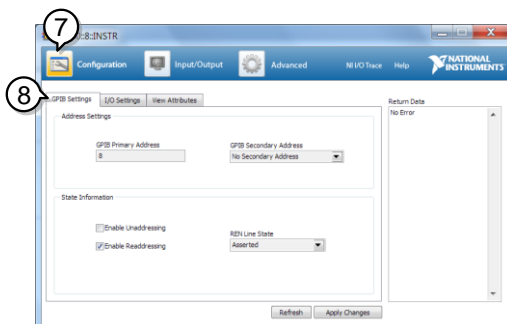 7
::8::INSTR
Configuration Input/Output Advanced NI I/O Trace Help NATIONAL INSTRUMENTS
8
GPIB Settings I/O Settings View Attributes
Return Data
No Error
Address Settings
GPIB Primary Address
8
GPIB Secondary Address
No Secondary Address
State Information
Enable Unaddressing
Enable Readdressing
REN Line State
Asserted
Refresh Apply Changes